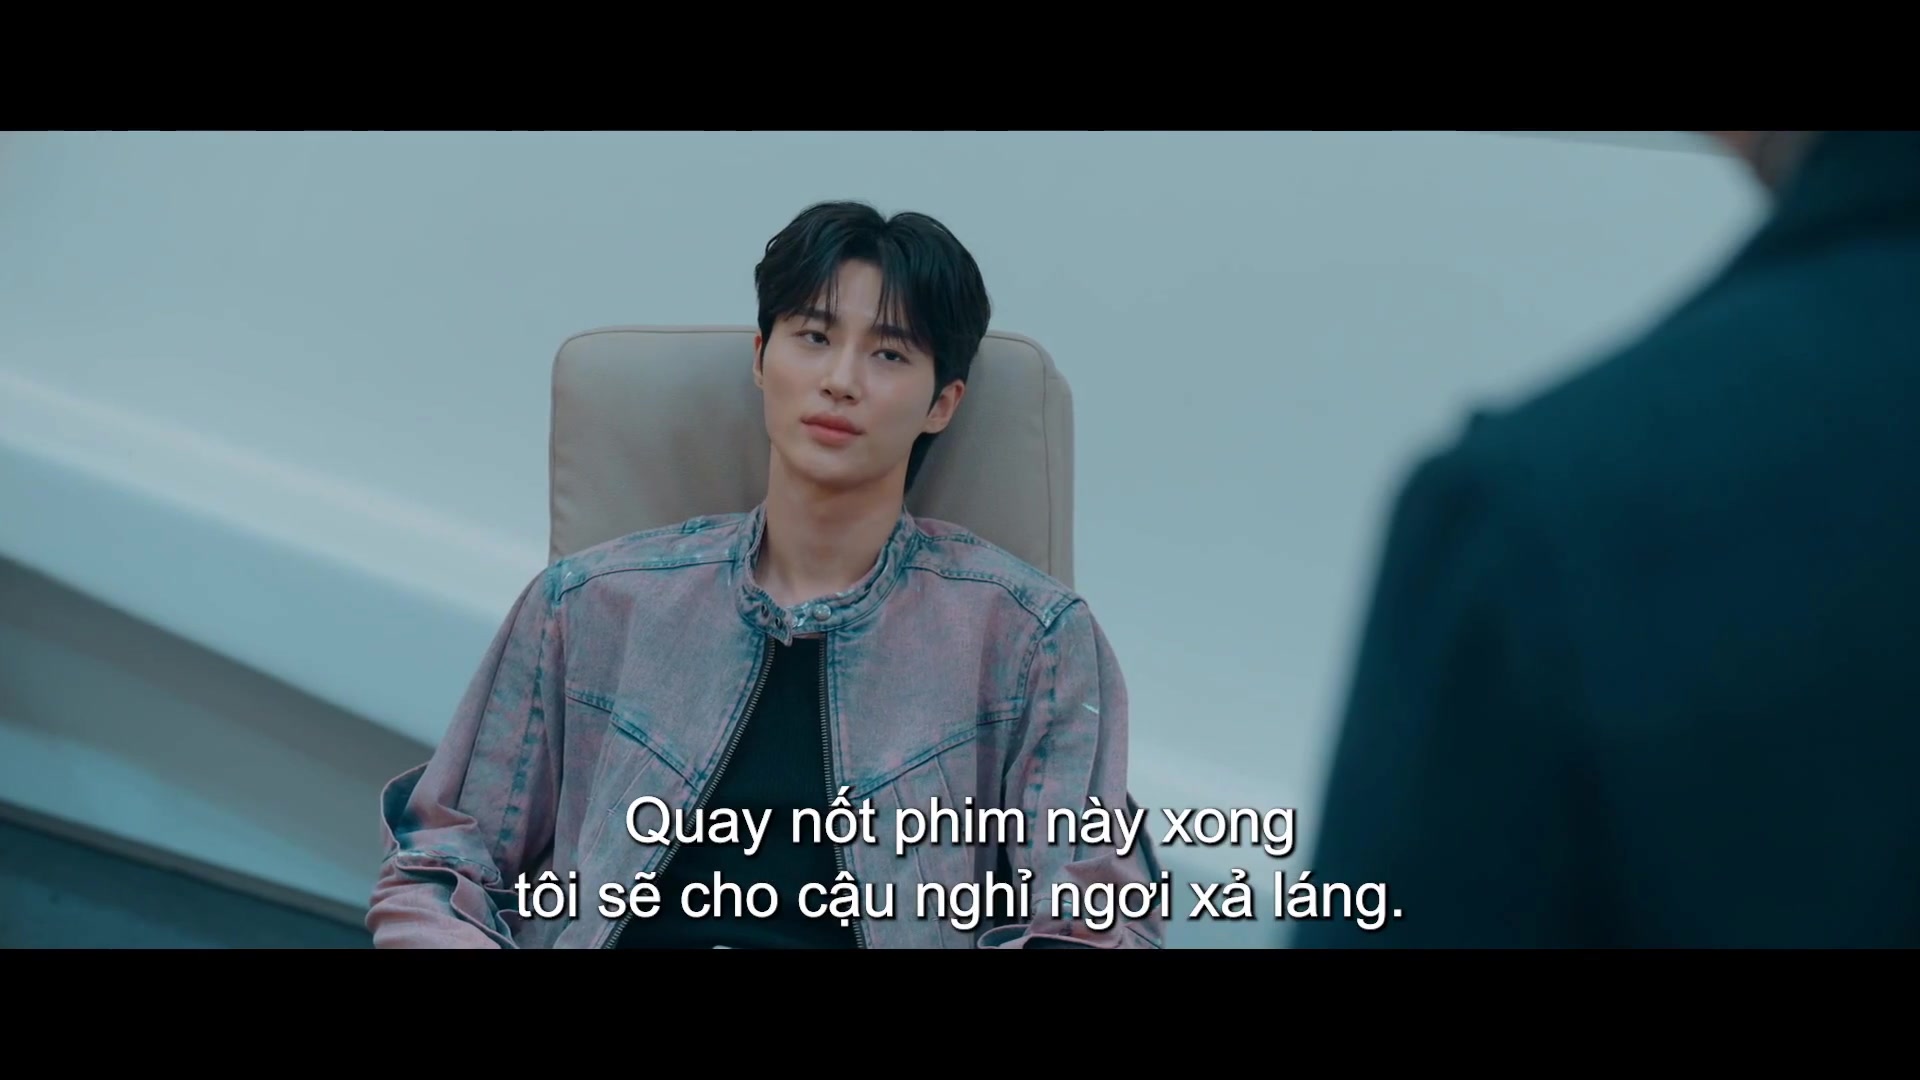 Quay nốt phim này xong
tôi sẽ cho cậu nghỉ ngơi xả láng.